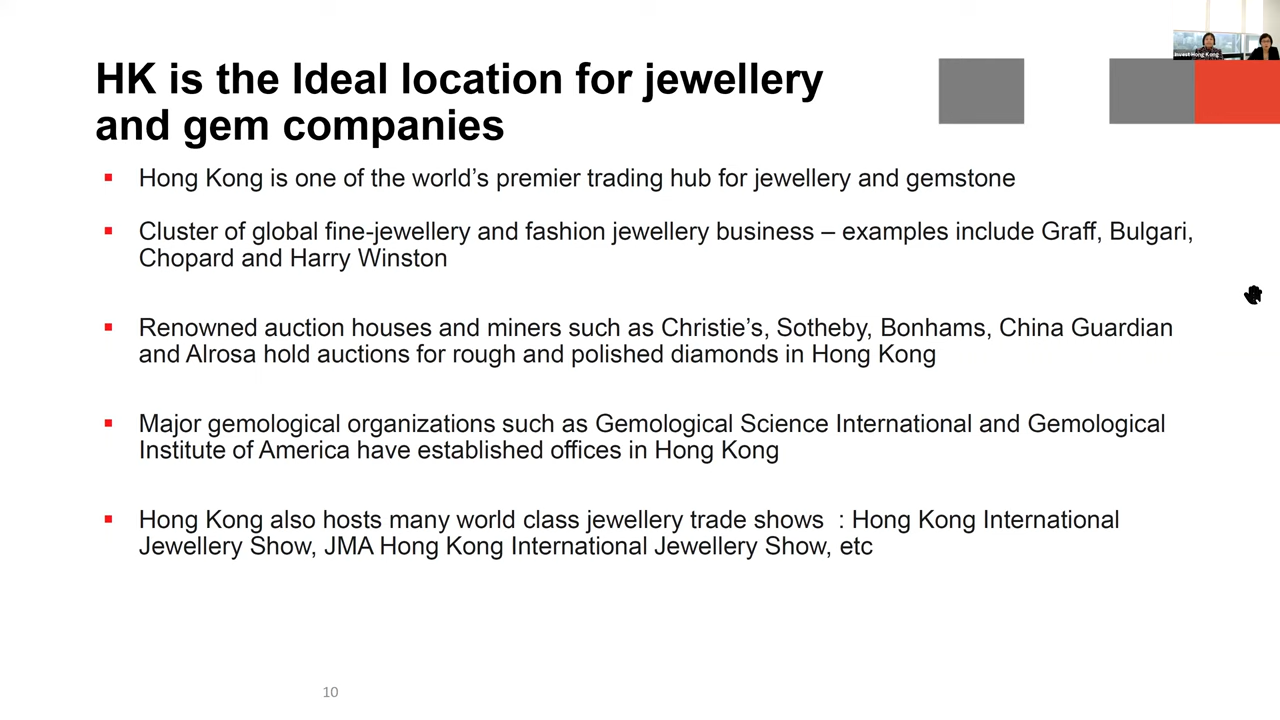 Invest Hong Kong
HK is the Ideal location for jewellery
and gem companies
▪ Hong Kong is one of the world’s premier trading hub for jewellery and gemstone
▪ Cluster of global fine-jewellery and fashion jewellery business – examples include Graff, Bulgari,
Chopard and Harry Winston
▪ Renowned auction houses and miners such as Christie’s, Sotheby, Bonhams, China Guardian
and Alrosa hold auctions for rough and polished diamonds in Hong Kong
▪ Major gemological organizations such as Gemological Science International and Gemological
Institute of America have established offices in Hong Kong
▪ Hong Kong also hosts many world class jewellery trade shows : Hong Kong International
Jewellery Show, JMA Hong Kong International Jewellery Show, etc
10